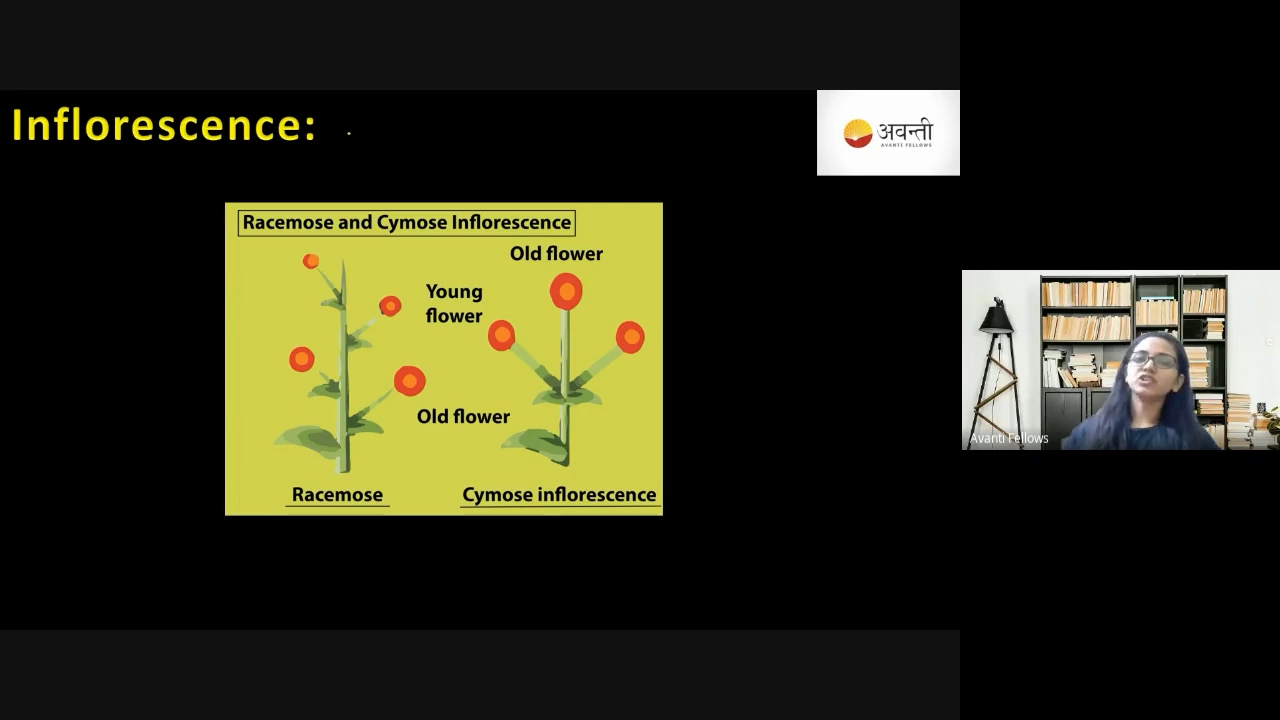 Inflorescence:
अवन्ती
AVANTI FELLOWS
Racemose and Cymose Inflorescence
Old flower
Young
flower
Old flower
Racemose
Cymose inflorescence
Avanti Fellows